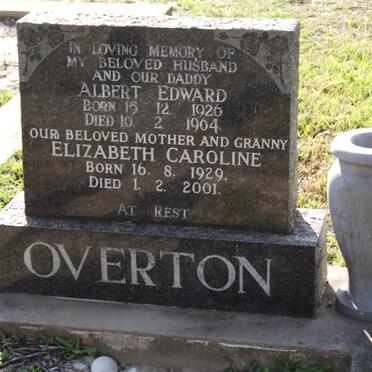 IN LOVING MEMORY OF
MY BELOVED HUSBAND
AND OUR DADDY
ALBERT EDWARD
BORN 15. 12. 1926
DIED 10. 2. 1964.
OUR BELOVED MOTHER AND GRANNY
ELIZABETH CAROLINE
BORN 16. 8. 1929.
DIED 1. 2. 2001.
AT REST
OVERTON